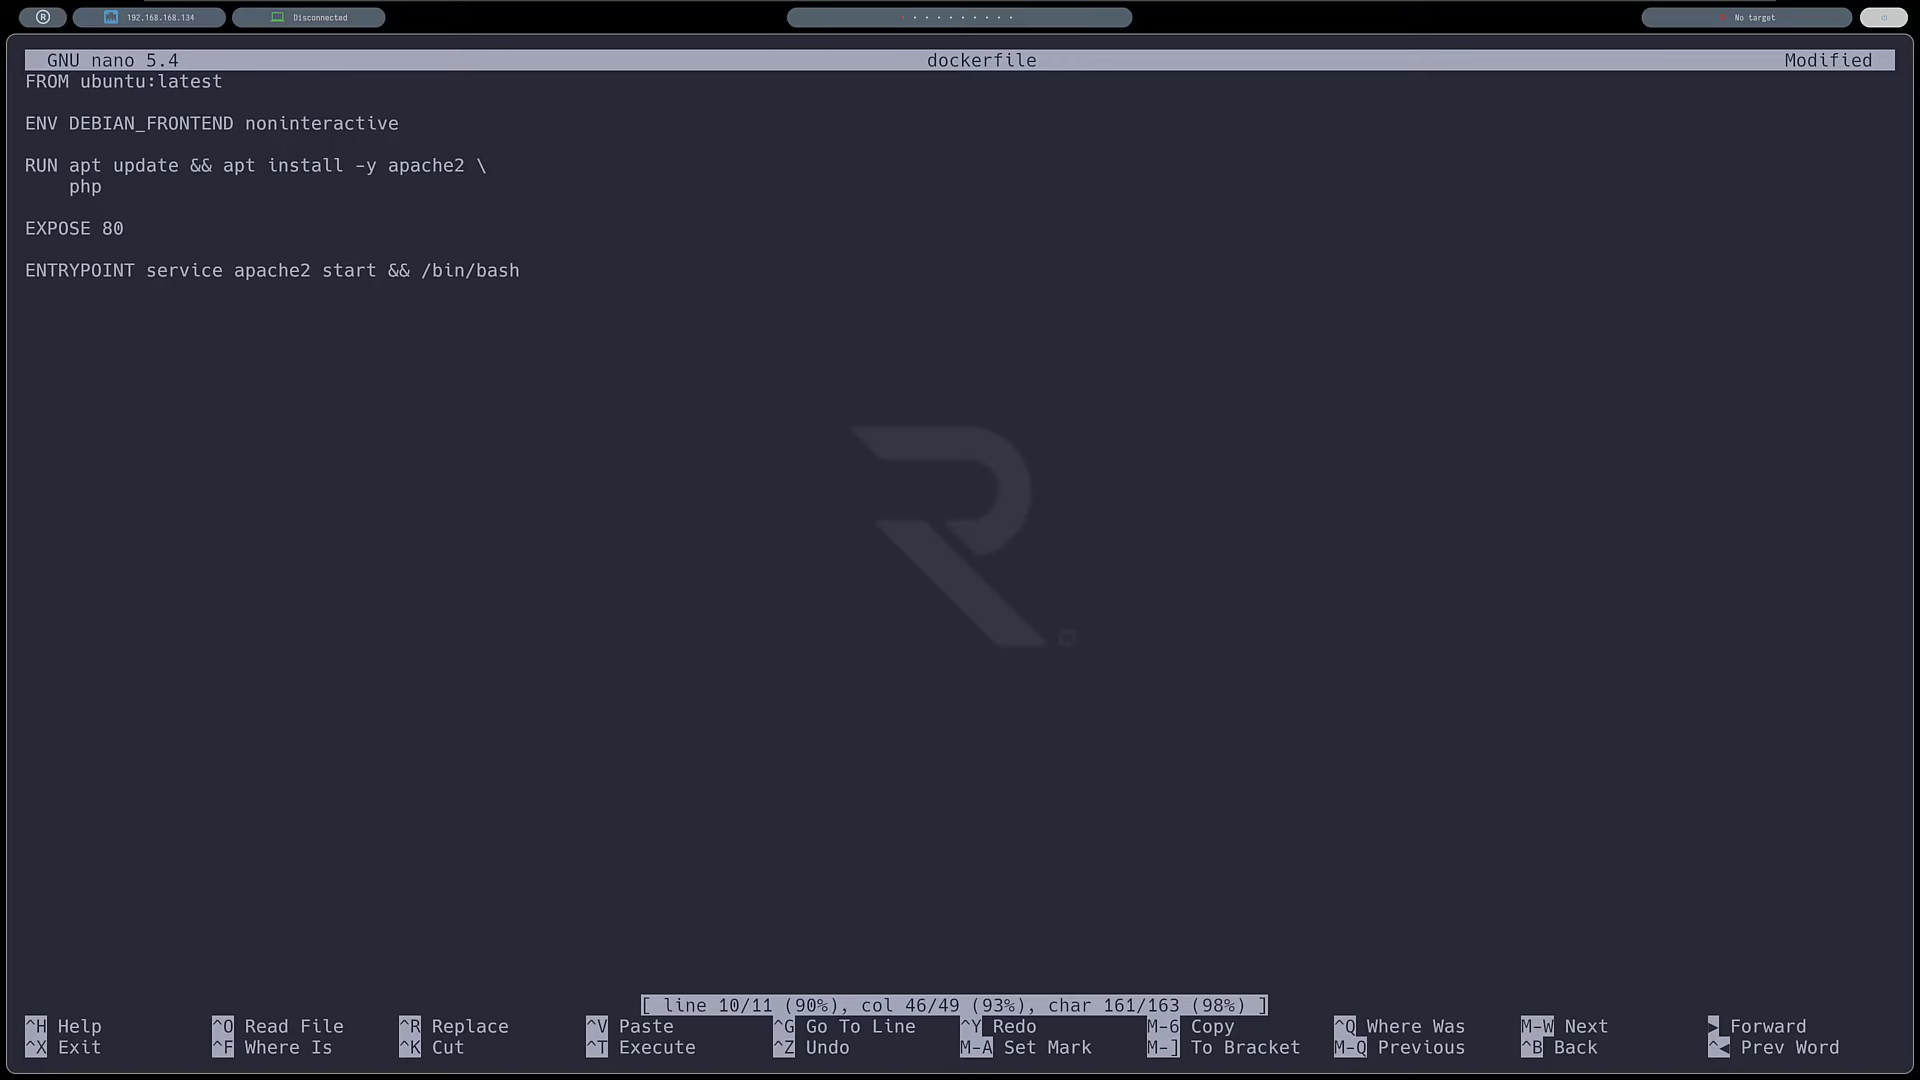 192.168.168.134 Disconnected No target
GNU nano 5.4 dockerfile Modified
FROM ubuntu:latest
ENV DEBIAN_FRONTEND noninteractive
RUN apt update && apt install -y apache2 \
php
EXPOSE 80
ENTRYPOINT service apache2 start && /bin/bash
[ line 10/11 (90%), col 46/49 (93%), char 161/163 (98%) ]
^H Help ^O Read File ^R Replace ^V Paste ^G Go To Line ^Y Redo M-6 Copy ^Q Where Was M-W Next ► Forward
^X Exit ^F Where Is ^K Cut ^T Execute ^Z Undo M-A Set Mark M-] To Bracket M-Q Previous ^B Back ^◄ Prev Word